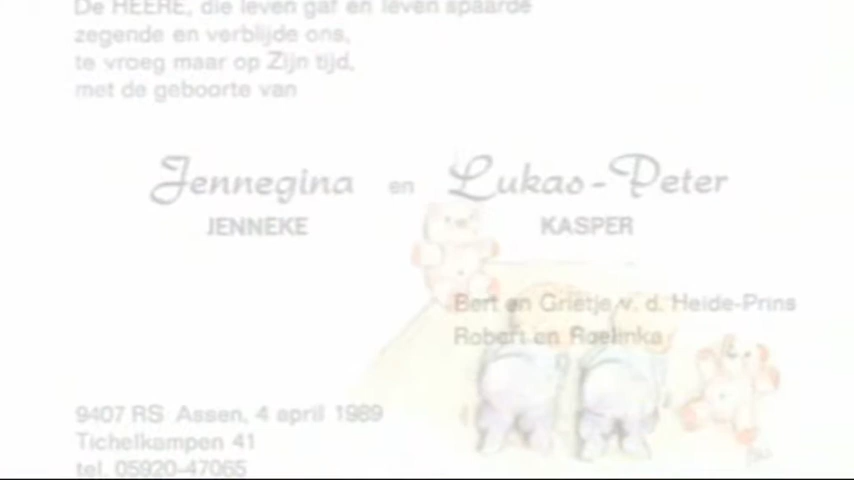 De HEERE, die leven gaf en leven spaarde
zegende en verblijde ons,
te vroeg maar op Zijn tijd,
met de geboorte van
Jennegina en Lukas-Peter
JENNEKE KASPER
Bert en Grietje v. d. Heide-Prins
Robert en Roelinka
9407 RS Assen, 4 april 1989
Tichelkampen 41
tel. 05920-47065